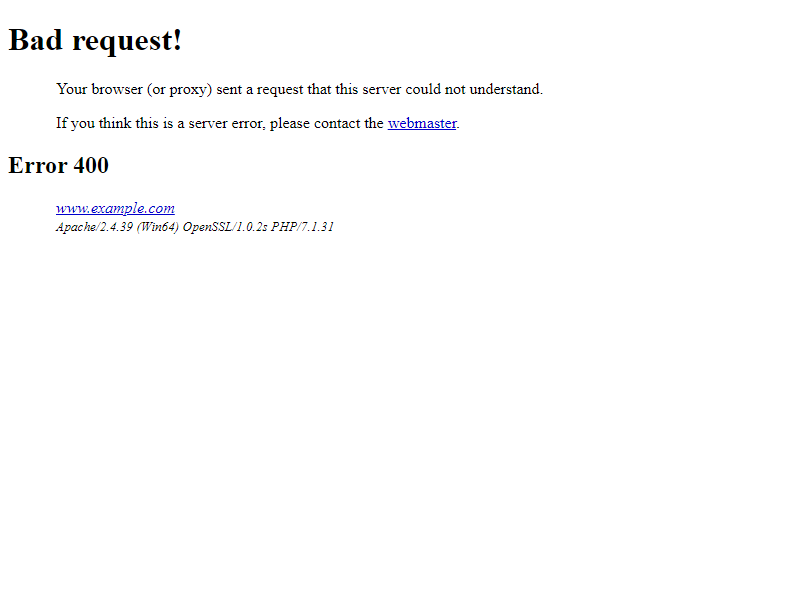 Bad request!
Your browser (or proxy) sent a request that this server could not understand.
If you think this is a server error, please contact the webmaster.
Error 400
www.example.com
Apache/2.4.39 (Win64) OpenSSL/1.0.2s PHP/7.1.31